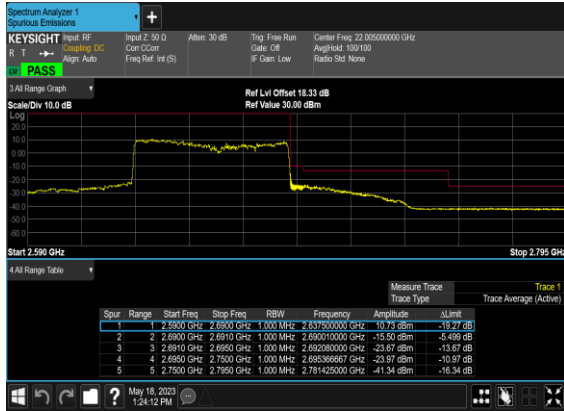 Spectrum Analyzer 1
Spurious Emissions
KEYSIGHT Input: RF Input Z: 50 Ω Atten: 30 dB Trig: Free Run Center Freq: 22.005000000 GHz
R T Coupling: DC Corr CCorr Gate: Off Avg|Hold: 100/100
Align: Auto Freq Ref: Int (S) IF Gain: Low Radio Std: None
PASS
3 All Range Graph Ref Lvl Offset 18.33 dB
Scale/Div 10.0 dB Ref Value 30.00 dBm
Log
20.0
10.0
0.00
-10.0
-20.0
-30.0
-40.0
-50.0
-60.0
Start 2.590 GHz Stop 2.795 GHz
4 All Range Table
Measure Trace Trace 1
Trace Type Trace Average (Active)
Spur Range Start Freq Stop Freq RBW Frequency Amplitude ΔLimit
1 1 2.5900 GHz 2.6900 GHz 1.000 MHz 2.637500000 GHz 10.73 dBm -19.27 dB
2 2 2.6900 GHz 2.6910 GHz 1.000 MHz 2.690010000 GHz -15.50 dBm -5.499 dB
3 3 2.6910 GHz 2.6950 GHz 1.000 MHz 2.692080000 GHz -23.67 dBm -13.67 dB
4 4 2.6950 GHz 2.7500 GHz 1.000 MHz 2.695366667 GHz -23.97 dBm -10.97 dB
5 5 2.7500 GHz 2.7950 GHz 1.000 MHz 2.781425000 GHz -41.34 dBm -16.34 dB
May 18, 2023
1:24:12 PM